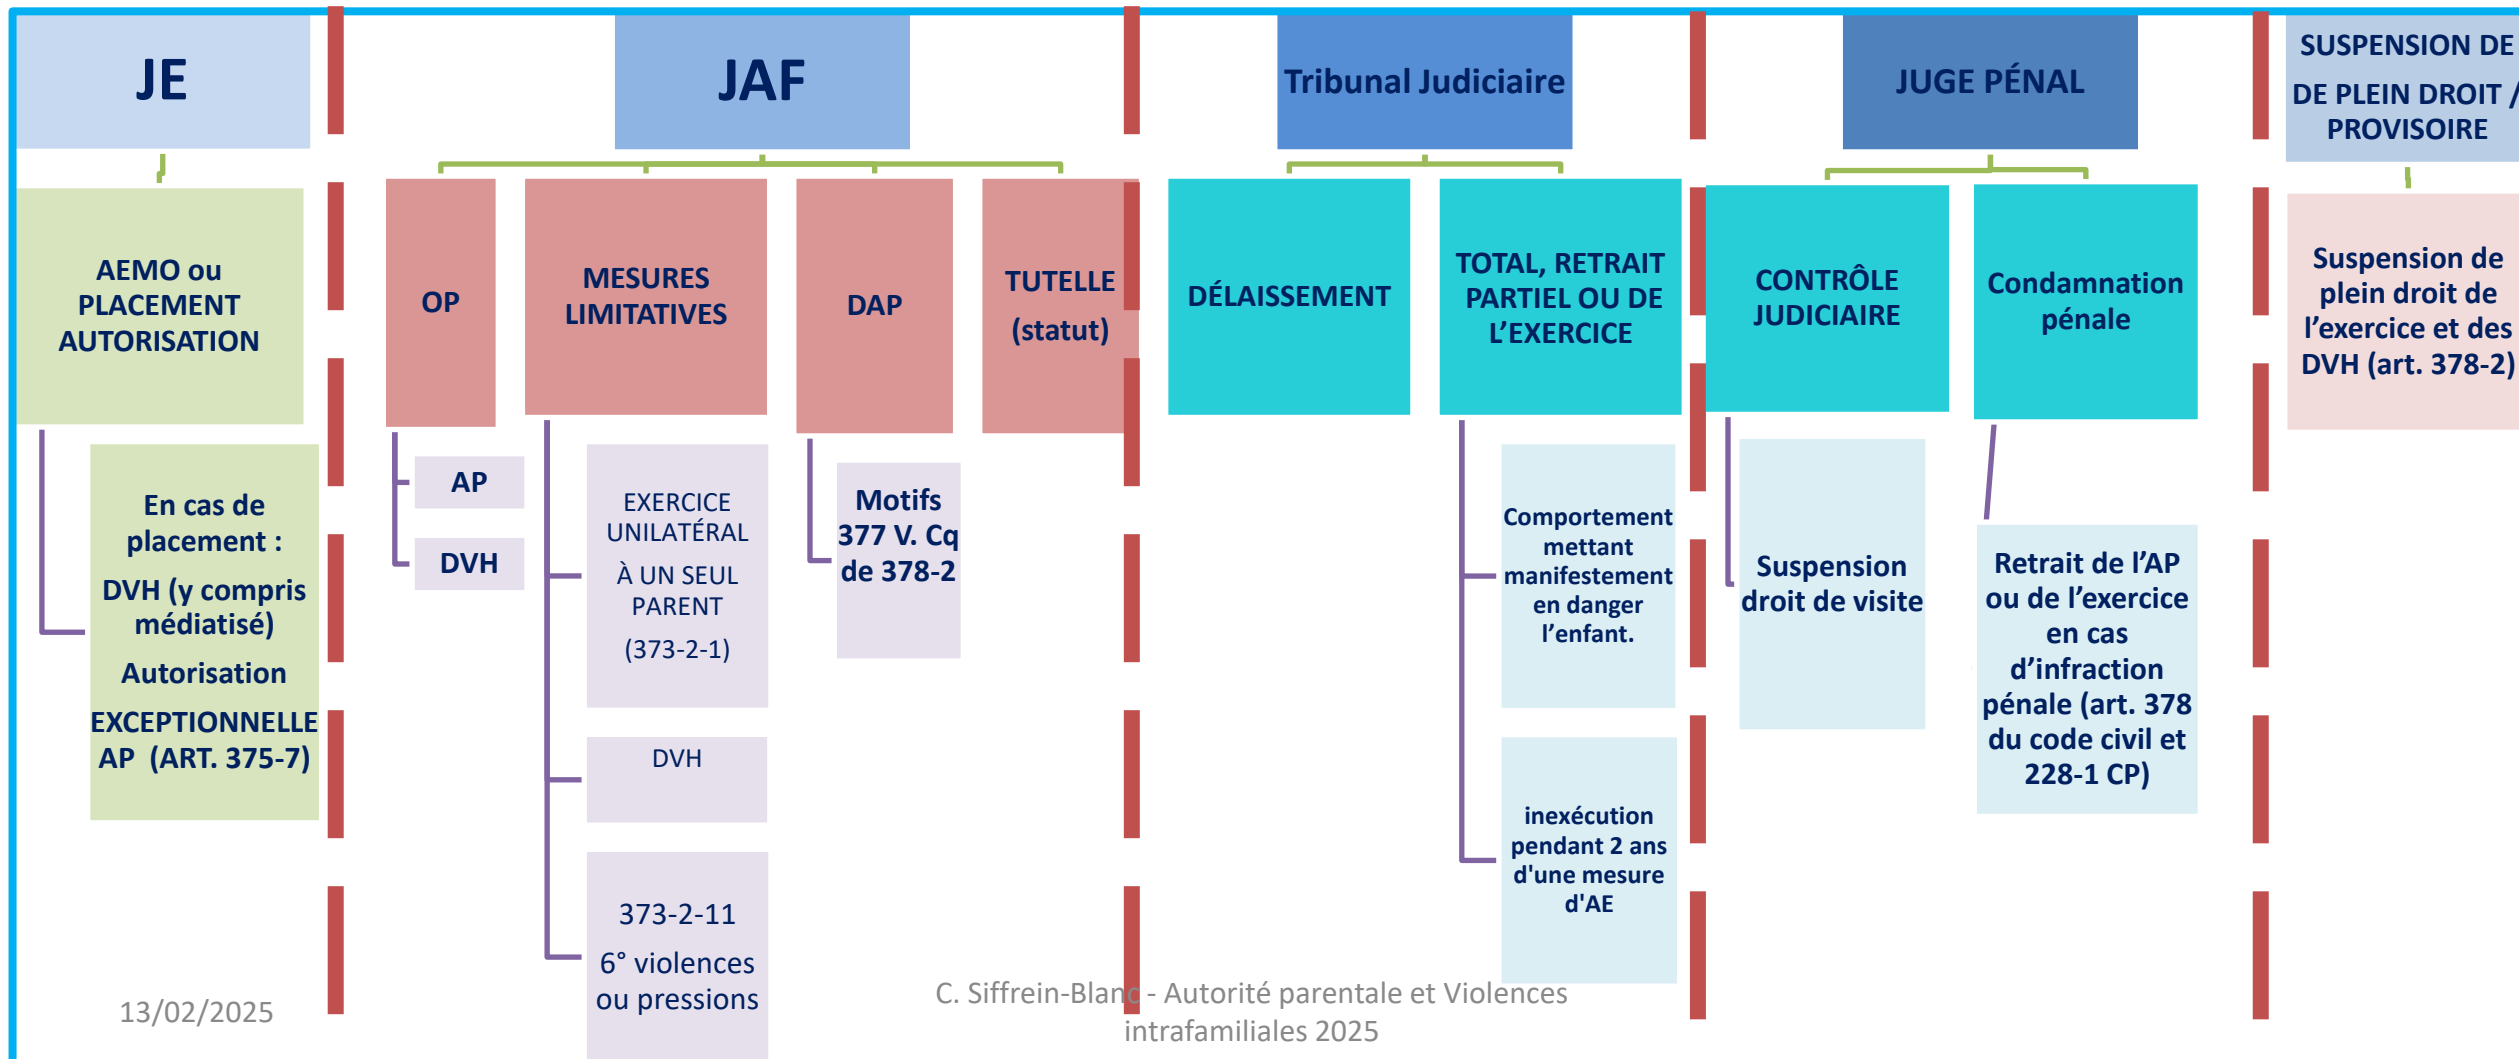 JE
AEMO ou
PLACEMENT
AUTORISATION
En cas de
placement :
DVH (y compris
médiatisé)
Autorisation
EXCEPTIONNELLE
AP (ART. 375-7)
JAF
OP
AP
DVH
MESURES
LIMITATIVES
EXERCICE
UNILATÉRAL
À UN SEUL
PARENT
(373-2-1)
DVH
373-2-11
6° violences
ou pressions
DAP
Motifs
377 V. Cq
de 378-2
TUTELLE
(statut)
Tribunal Judiciaire
DÉLAISSEMENT
TOTAL, RETRAIT
PARTIEL OU DE
L’EXERCICE
Comportement
mettant
manifestement
en danger
l’enfant.
inexécution
pendant 2 ans
d'une mesure
d'AE
JUGE PÉNAL
CONTRÔLE
JUDICIAIRE
Suspension
droit de visite
Condamnation
pénale
Retrait de l’AP
ou de l’exercice
en cas
d’infraction
pénale (art. 378
du code civil et
228-1 CP)
SUSPENSION DE
DE PLEIN DROIT /
PROVISOIRE
Suspension de
plein droit de
l’exercice et des
DVH (art. 378-2)
13/02/2025
C. Siffrein-Blanc - Autorité parentale et Violences
intrafamiliales 2025